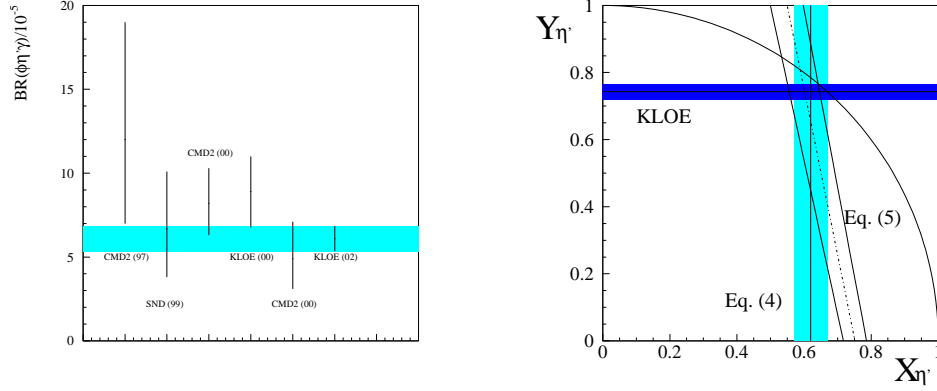 BR(φη'γ)/10⁻⁵
20
15
10
5
0
CMD2 (97)
SND (99)
CMD2 (00)
KLOE (00)
CMD2 (00)
KLOE (02)
Yη'
1
0.8
0.6
0.4
0.2
0
KLOE
Eq. (5)
Eq. (4)
0 0.2 0.4 0.6 0.8 1
Xη'